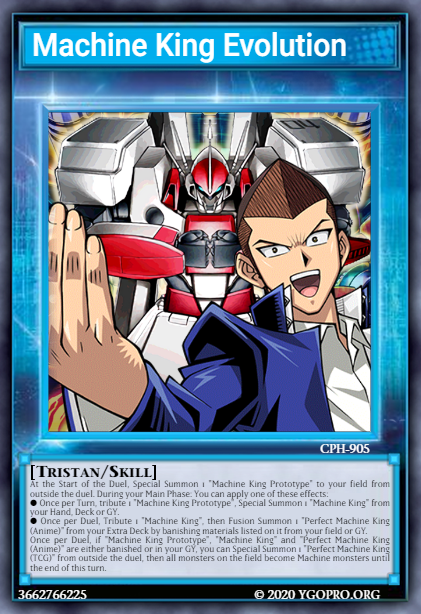 Machine King Evolution
CPH-905
[Tristan/Skill]
At the Start of the Duel, Special Summon 1 "Machine King Prototype" to your field from
outside the duel. During your Main Phase: You can apply one of these effects:
● Once per Turn, tribute 1 "Machine King Prototype", Special Summon 1 "Machine King" from
your Hand, Deck or GY.
● Once per Duel, Tribute 1 "Machine King", then Fusion Summon 1 "Perfect Machine King
(Anime)" from your Extra Deck by banishing materials listed on it from your field or GY.
Once per Duel, if "Machine King Prototype", "Machine King" and "Perfect Machine King
(Anime)" are either banished or in your GY, you can Special Summon 1 "Perfect Machine King
(TCG)" from outside the duel, then all monsters on the field become Machine monsters until
the end of this turn.
3662766225
© 2020 YGOPRO.ORG